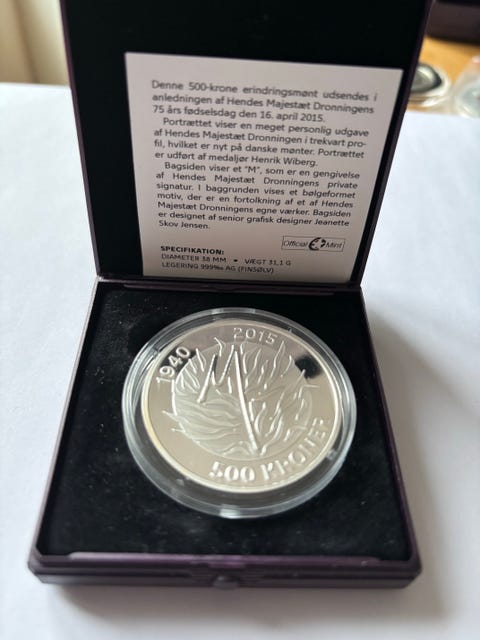 Denne 500-krone erindringsmønt udsendes i
anledningen af Hendes Majestæt Dronningens
75 års fødselsdag den 16. april 2015.
Portrættet viser en meget personlig udgave
af Hendes Majestæt Dronningen i trekvart pro-
fil, hvilket er nyt på danske mønter. Portrættet
er udført af medaljør Henrik Wiberg.
Bagsiden viser et "M", som er en gengivelse
af Hendes Majestæt Dronningens private
signatur. I baggrunden vises et bølgeformet
motiv, der er en fortolkning af et af Hendes
Majestæt Dronningens egne værker. Bagsiden
er designet af senior grafisk designer Jeanette
Skov Jensen.
Official Mint
SPECIFIKATION:
DIAMETER 38 MM • VÆGT 31,1 G
LEGERING 999‰ AG (FINSØLV)
1940 2015
M
500 KRONER